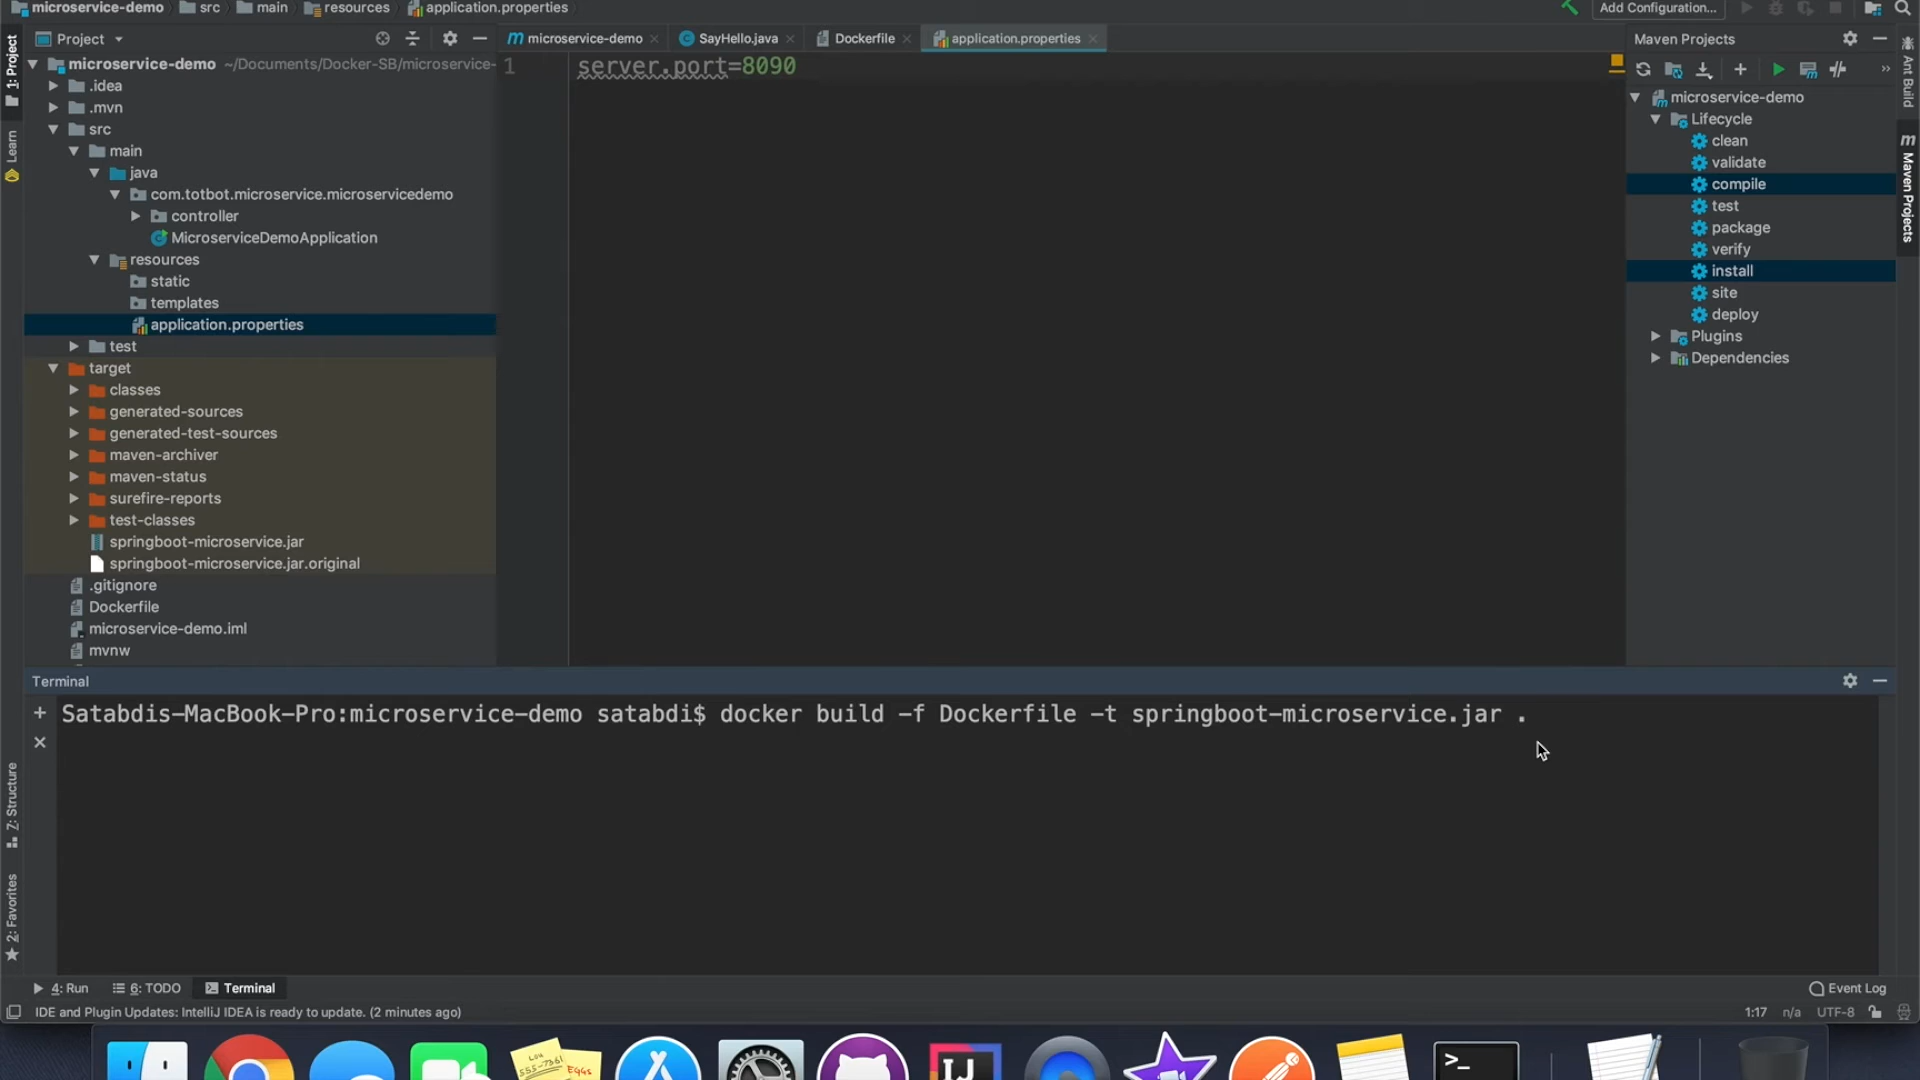 microservice-demo src main resources application.properties Add Configuration...
Project
microservice-demo SayHello.java Dockerfile application.properties
Maven Projects
microservice-demo ~/Documents/Docker-SB/microservice-
.idea
.mvn
src
main
java
com.totbot.microservice.microservicedemo
controller
MicroserviceDemoApplication
resources
static
templates
application.properties
test
target
classes
generated-sources
generated-test-sources
maven-archiver
maven-status
surefire-reports
test-classes
springboot-microservice.jar
springboot-microservice.jar.original
.gitignore
Dockerfile
microservice-demo.iml
mvnw
1 server.port=8090
microservice-demo
Lifecycle
clean
validate
compile
test
package
verify
install
site
deploy
Plugins
Dependencies
1: Project
Learn
7: Structure
2: Favorites
Ant Build
Maven Projects
Terminal
Satabdis-MacBook-Pro:microservice-demo satabdi$ docker build -f Dockerfile -t springboot-microservice.jar .
4: Run 6: TODO Terminal Event Log
IDE and Plugin Updates: IntelliJ IDEA is ready to update. (2 minutes ago) 1:17 n/a UTF-8
555-7361
EGGS
IJ
>_